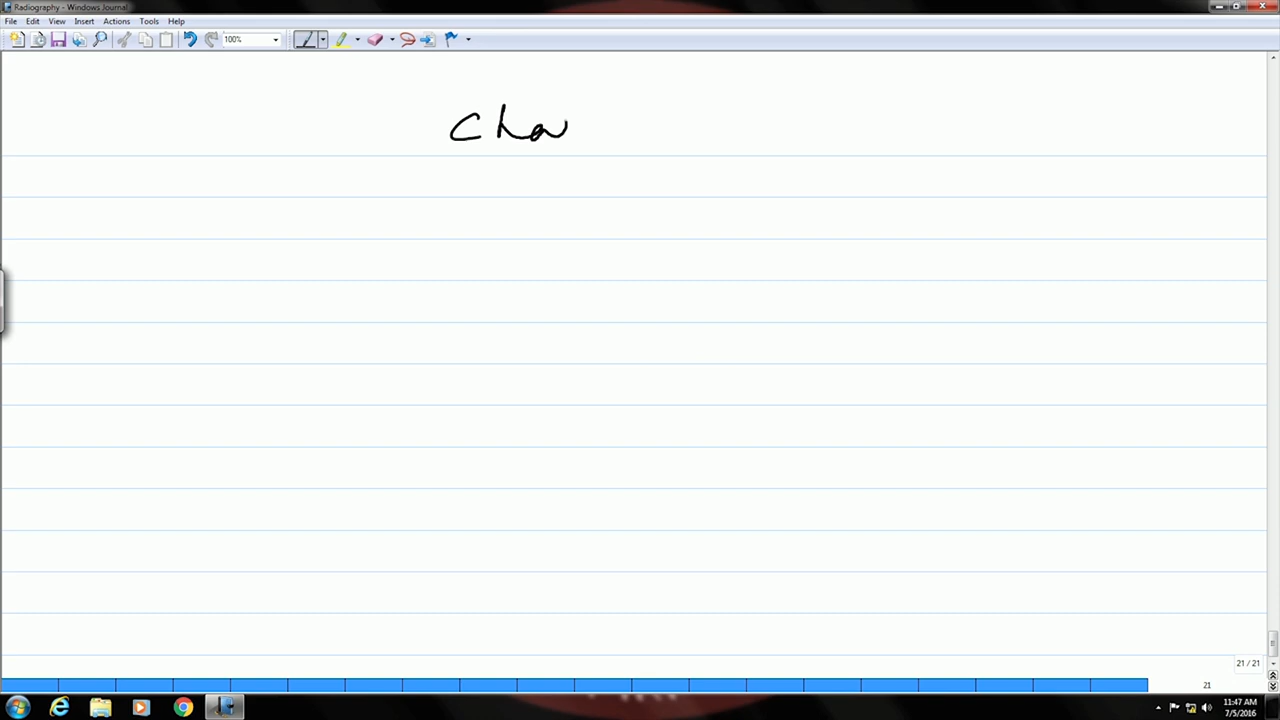 Radiography - Windows Journal
File Edit View Insert Actions Tools Help
100%
Cha
21 / 21
21
11:47 AM
7/5/2016